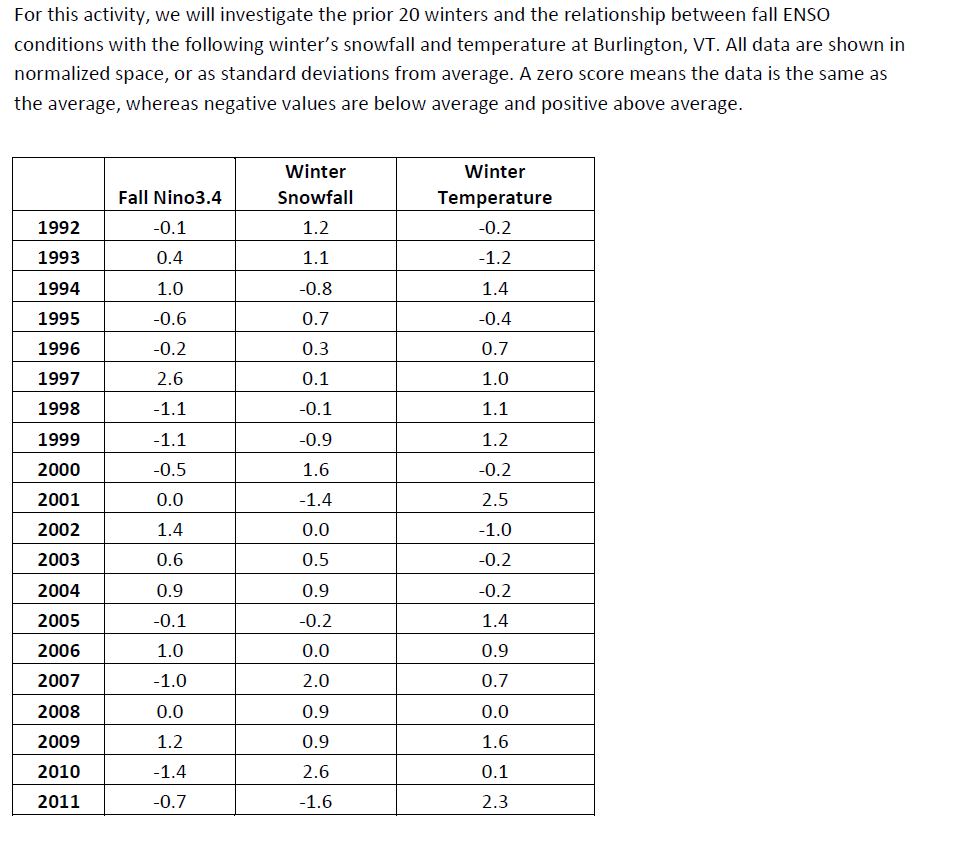 For this activity, we will investigate the prior 20 winters and the relationship between fall ENSO
conditions with the following winter’s snowfall and temperature at Burlington, VT. All data are shown in
normalized space, or as standard deviations from average. A zero score means the data is the same as
the average, whereas negative values are below average and positive above average.
Winter Winter
Fall Nino3.4 Snowfall Temperature
1992 -0.1 1.2 -0.2
1993 0.4 1.1 -1.2
1994 1.0 -0.8 1.4
1995 -0.6 0.7 -0.4
1996 -0.2 0.3 0.7
1997 2.6 0.1 1.0
1998 -1.1 -0.1 1.1
1999 -1.1 -0.9 1.2
2000 -0.5 1.6 -0.2
2001 0.0 -1.4 2.5
2002 1.4 0.0 -1.0
2003 0.6 0.5 -0.2
2004 0.9 0.9 -0.2
2005 -0.1 -0.2 1.4
2006 1.0 0.0 0.9
2007 -1.0 2.0 0.7
2008 0.0 0.9 0.0
2009 1.2 0.9 1.6
2010 -1.4 2.6 0.1
2011 -0.7 -1.6 2.3